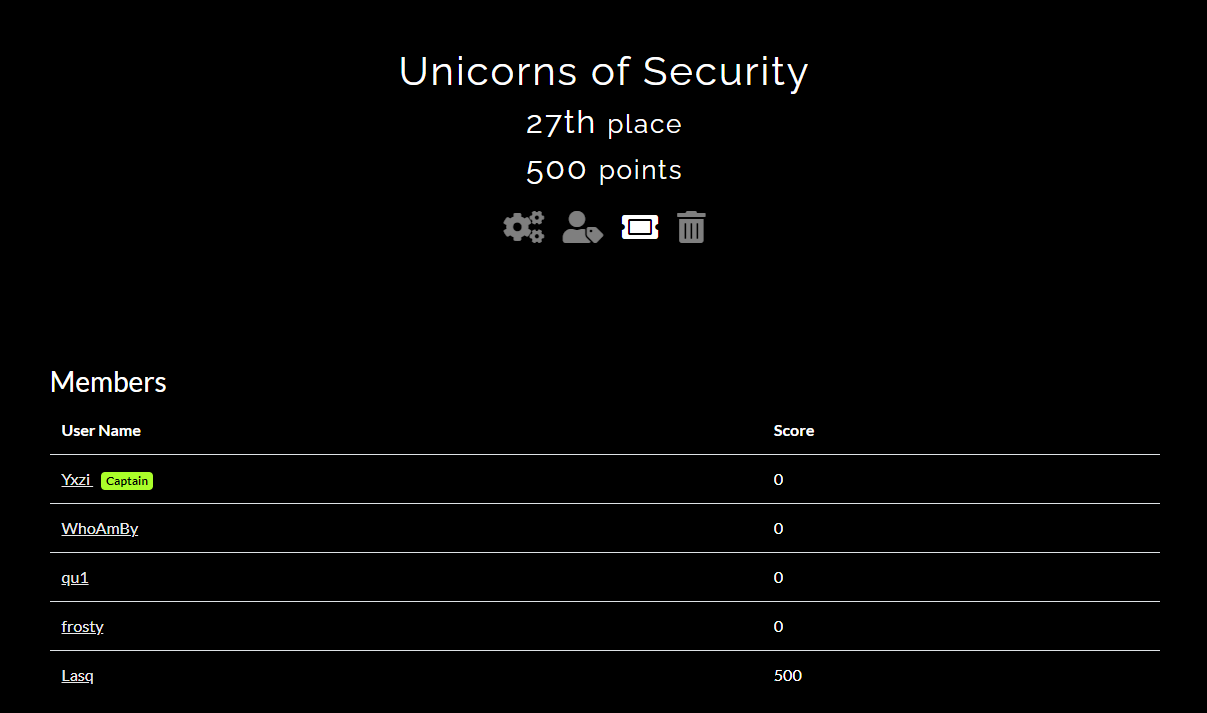 Unicorns of Security
27th place
500 points
Members
User Name Score
Yxzi Captain 0
WhoAmBy 0
qu1 0
frosty 0
Lasq 500